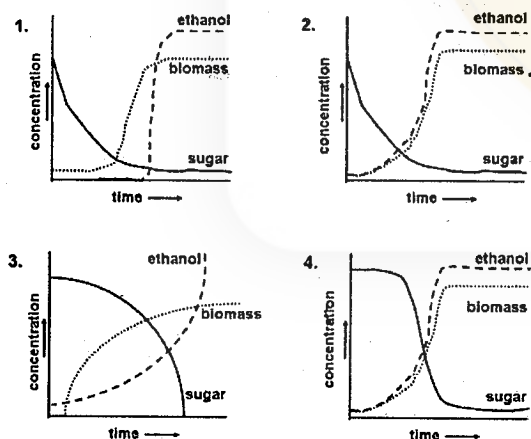 1.
ethanol
biomass
sugar
concentration
time
2.
ethanol
biomass
sugar
concentration
time
3.
ethanol
biomass
sugar
concentration
time
4.
ethanol
biomass
sugar
concentration
time